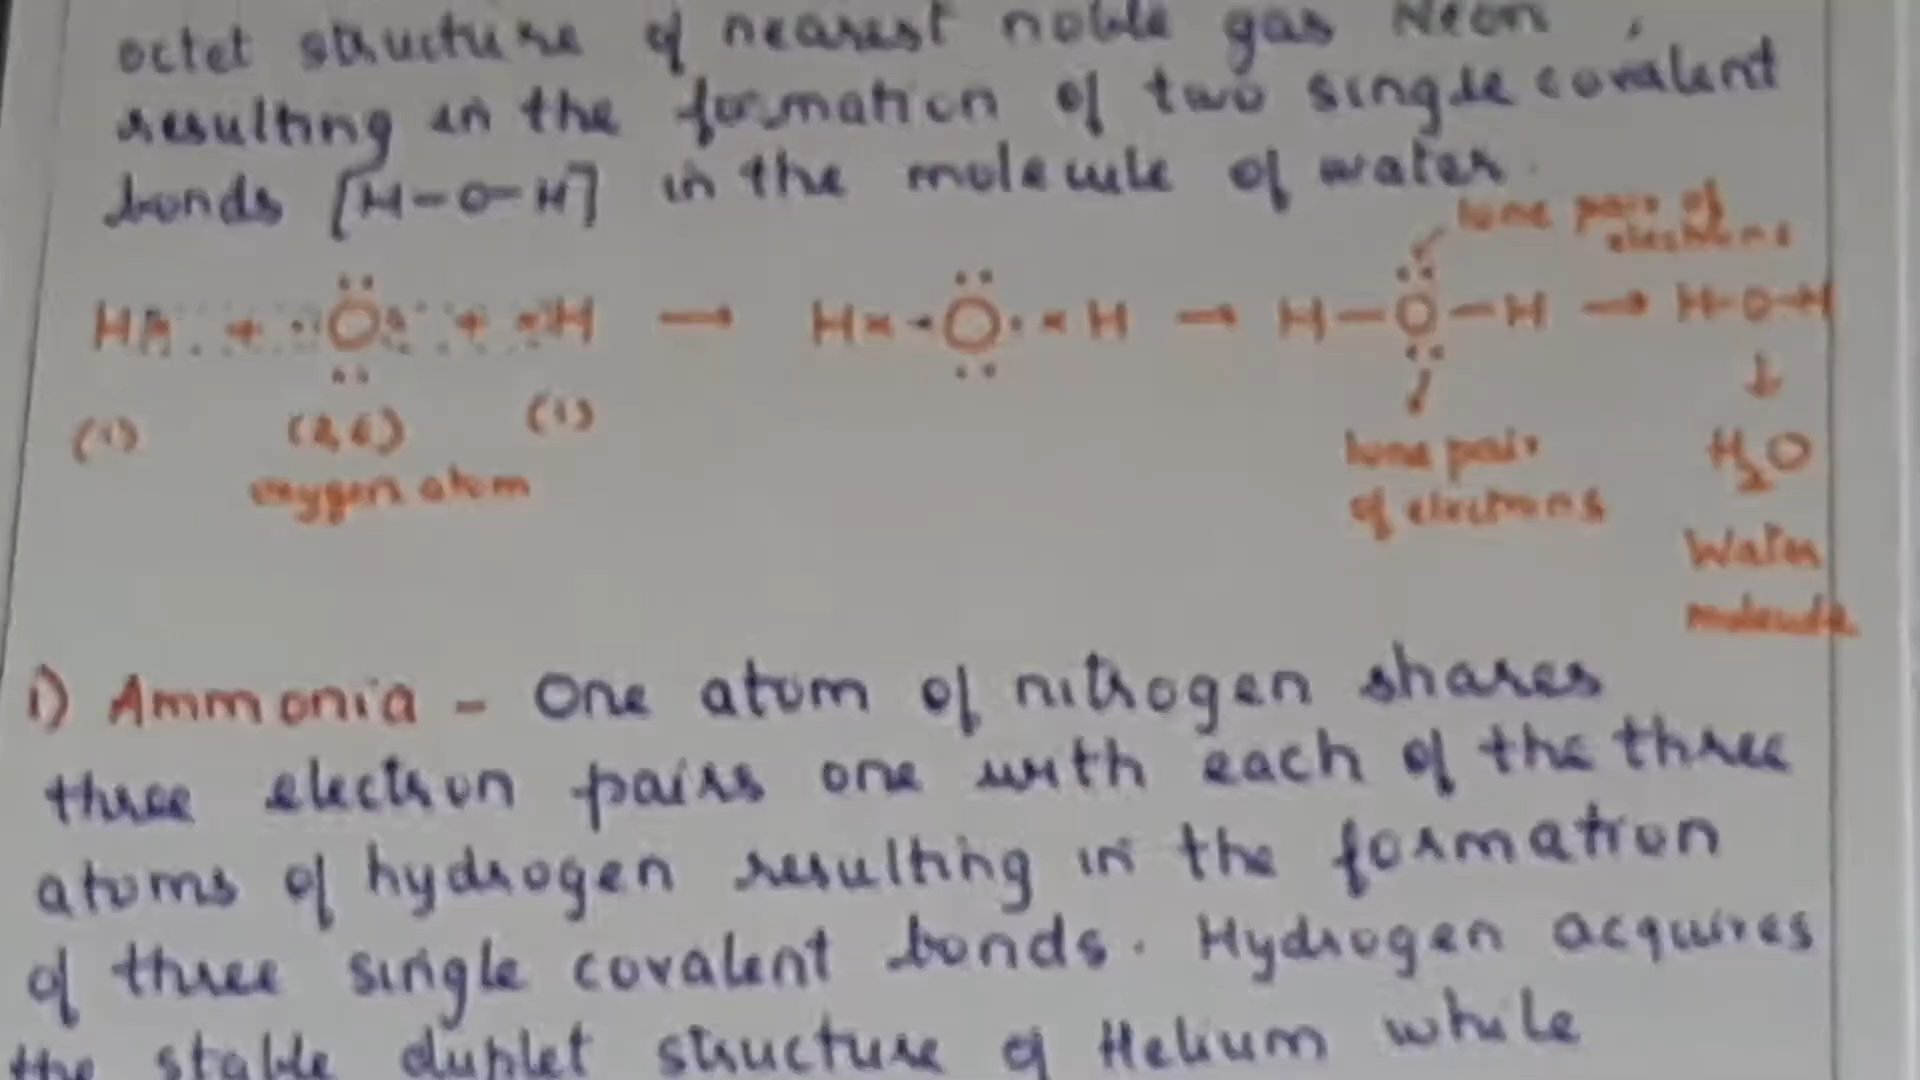 octet structure of nearest noble gas Neon,
resulting in the formation of two single covalent
bonds [H-O-H] in the molecule of water.
lone pair of
electrons
H× + ·O· + ×H → H× ·O· ×H → H-O-H → H-O-H
(1) (2,6) (1)
oxygen atom
lone pair
of electrons
H2O
Water
molecule
i) Ammonia - One atom of nitrogen shares
three electron pairs one with each of the three
atoms of hydrogen resulting in the formation
of three single covalent bonds. Hydrogen acquires
the stable duplet structure of Helium while